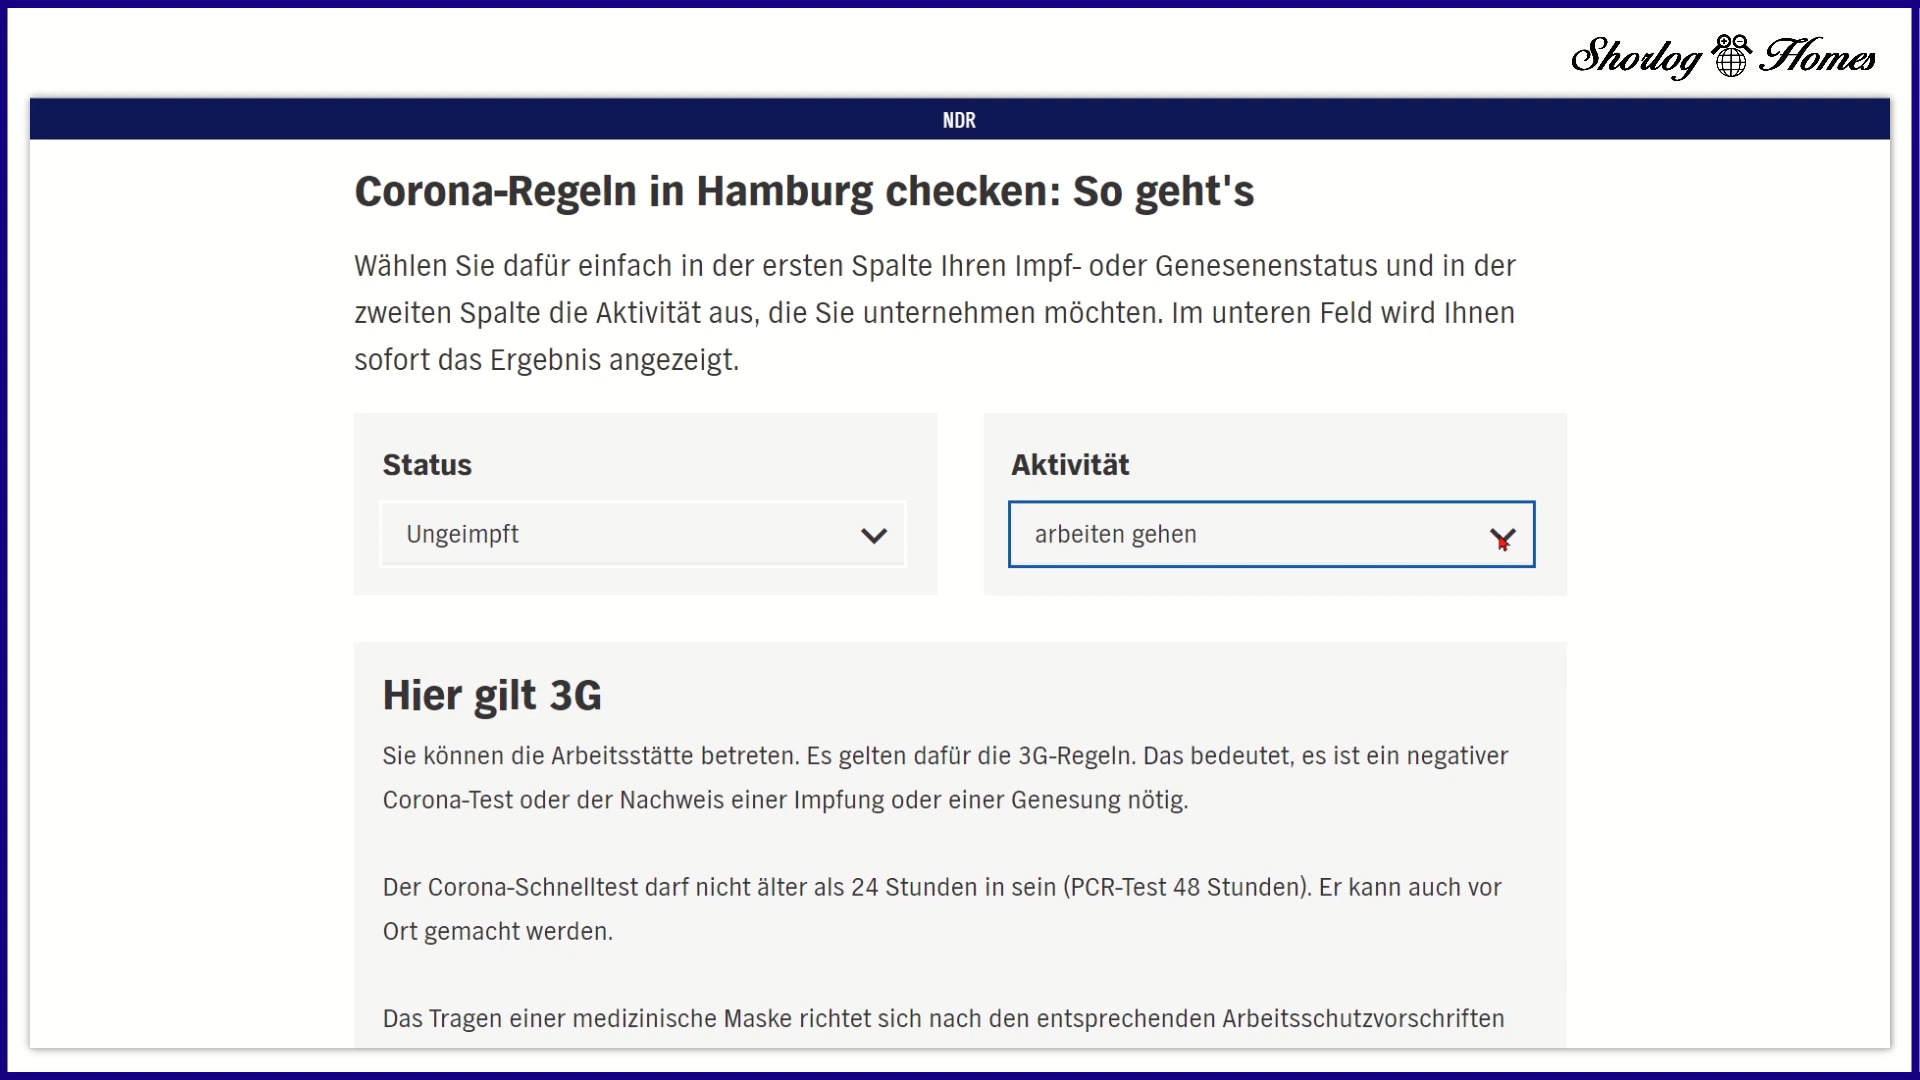 Shorlog Homes
NDR
Corona-Regeln in Hamburg checken: So geht's
Wählen Sie dafür einfach in der ersten Spalte Ihren Impf- oder Genesenenstatus und in der
zweiten Spalte die Aktivität aus, die Sie unternehmen möchten. Im unteren Feld wird Ihnen
sofort das Ergebnis angezeigt.
Status
Ungeimpft
Aktivität
arbeiten gehen
Hier gilt 3G
Sie können die Arbeitsstätte betreten. Es gelten dafür die 3G-Regeln. Das bedeutet, es ist ein negativer
Corona-Test oder der Nachweis einer Impfung oder einer Genesung nötig.
Der Corona-Schnelltest darf nicht älter als 24 Stunden in sein (PCR-Test 48 Stunden). Er kann auch vor
Ort gemacht werden.
Das Tragen einer medizinische Maske richtet sich nach den entsprechenden Arbeitsschutzvorschriften